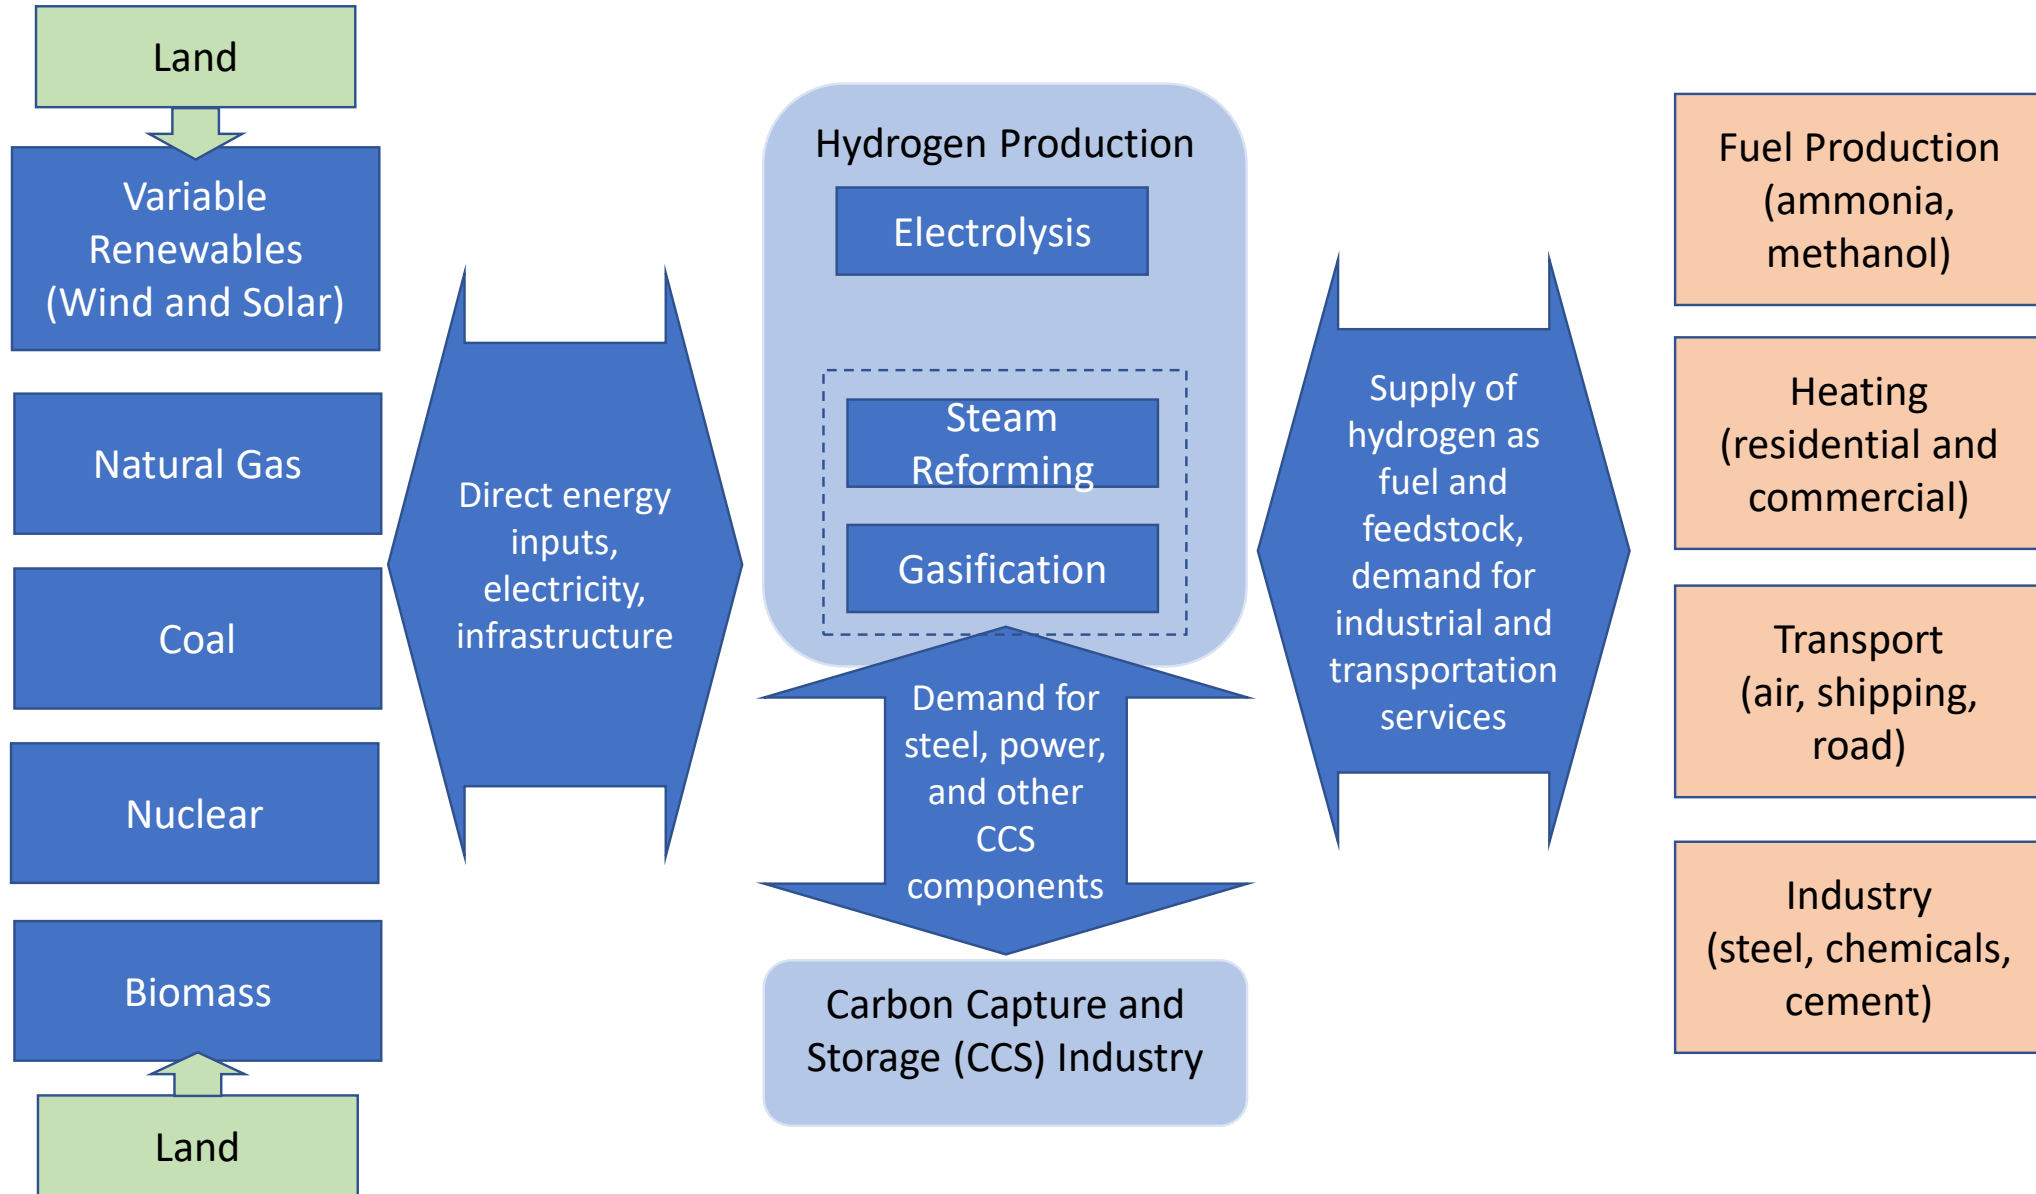 Land
Variable
Renewables
(Wind and Solar)
Natural Gas
Coal
Nuclear
Biomass
Land
Direct energy
inputs,
electricity,
infrastructure
Hydrogen Production
Electrolysis
Steam
Reforming
Gasification
Demand for
steel, power,
and other
CCS
components
Carbon Capture and
Storage (CCS) Industry
Supply of
hydrogen as
fuel and
feedstock,
demand for
industrial and
transportation
services
Fuel Production
(ammonia,
methanol)
Heating
(residential and
commercial)
Transport
(air, shipping,
road)
Industry
(steel, chemicals,
cement)